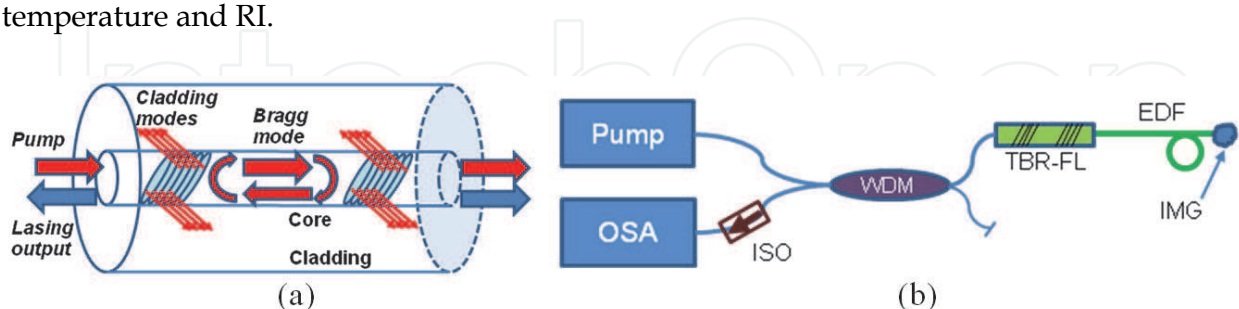 temperature and RI.
IntechOpen
Cladding modes
Bragg mode
Pump
Lasing output
Core
Cladding
(a)
Pump
OSA
ISO
WDM
TBR-FL
EDF
IMG
(b)